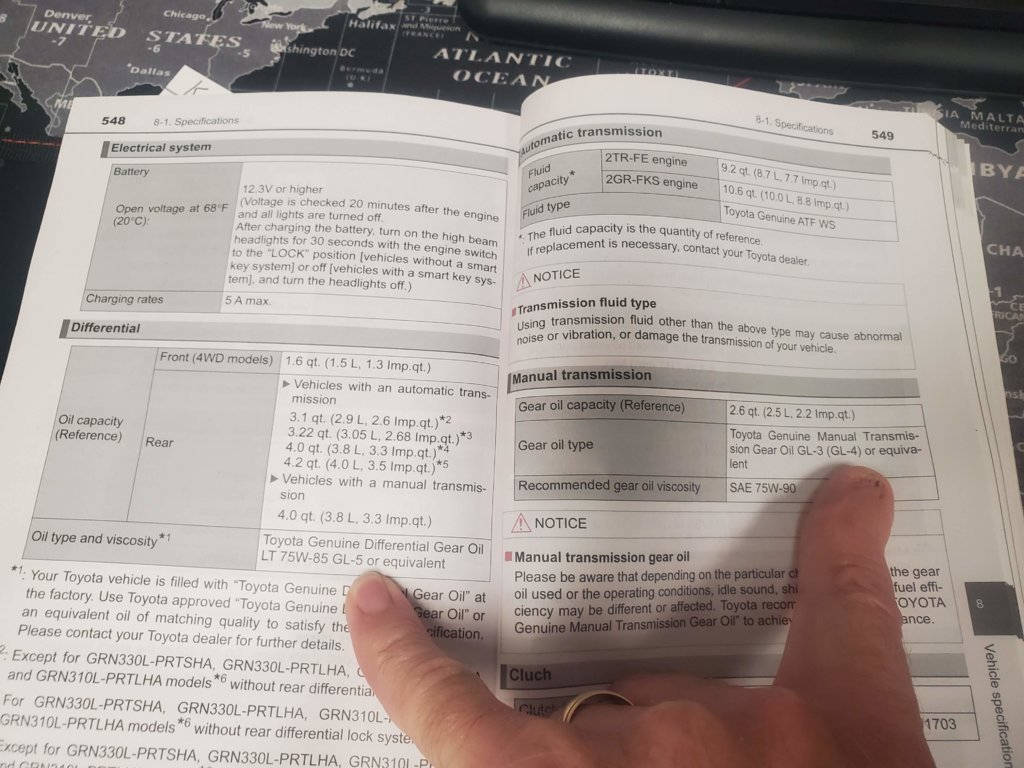 Denver
-7
UNITED STATES
-6
-5
Chicago
New York
Washington DC
Dallas
Halifax
ST Pierre
and Miquelon
(FRANCE)
Bermuda
(U K)
ATLANTIC
OCEAN
MALTA
CHA
-1
548 8-1. Specifications
Electrical system
Battery
Open voltage at 68°F
(20°C):
12.3V or higher
(Voltage is checked 20 minutes after the engine
and all lights are turned off.
After charging the battery, turn on the high beam
headlights for 30 seconds with the engine switch
to the “LOCK” position [vehicles without a smart
key system] or off [vehicles with a smart key sys-
tem], and turn the headlights off.)
Charging rates 5 A max.
Differential
Oil capacity
(Reference)
Front (4WD models) 1.6 qt. (1.5 L, 1.3 Imp.qt.)
Rear
▶ Vehicles with an automatic trans-
mission
3.1 qt. (2.9 L, 2.6 Imp.qt.)*2
3.22 qt. (3.05 L, 2.68 Imp.qt.)*3
4.0 qt. (3.8 L, 3.3 Imp.qt.)*4
4.2 qt. (4.0 L, 3.5 Imp.qt.)*5
▶ Vehicles with a manual transmis-
sion
4.0 qt. (3.8 L, 3.3 Imp.qt.)
Oil type and viscosity*1
Toyota Genuine Differential Gear Oil
LT 75W-85 GL-5 or equivalent
*1: Your Toyota vehicle is filled with “Toyota Genuine Gear Oil” at
the factory. Use Toyota approved “Toyota Genuine Gear Oil” or
an equivalent oil of matching quality to satisfy the
Please contact your Toyota dealer for further details.
2: Except for GRN330L-PRTSHA, GRN330L-PRTLHA,
and GRN310L-PRTLHA models*6 without rear differential
For GRN330L-PRTSHA, GRN330L-PRTLHA, GRN310L-
GRN310L-PRTLHA models*6 without rear differential lock
Except for GRN330L-PRTSHA, GRN330L-PRTLHA,
8-1. Specifications 549
Automatic transmission
Fluid
capacity*
2TR-FE engine 9.2 qt. (8.7 L, 7.7 Imp.qt.)
2GR-FKS engine 10.6 qt. (10.0 L, 8.8 Imp.qt.)
Fluid type Toyota Genuine ATF WS
*: The fluid capacity is the quantity of reference.
If replacement is necessary, contact your Toyota dealer.
NOTICE
Transmission fluid type
Using transmission fluid other than the above type may cause abnormal
noise or vibration, or damage the transmission of your vehicle.
Manual transmission
Gear oil capacity (Reference) 2.6 qt. (2.5 L, 2.2 Imp.qt.)
Gear oil type
Toyota Genuine Manual Transmis-
sion Gear Oil GL-3 (GL-4) or equiva-
lent
Recommended gear oil viscosity SAE 75W-90
NOTICE
Manual transmission gear oil
Please be aware that depending on the particular the gear
oil used or the operating conditions, idle sound, fuel effi-
ciency may be different or affected. Toyota TOYOTA
Genuine Manual Transmission Gear Oil” to
Cluch
8
Vehicle specification